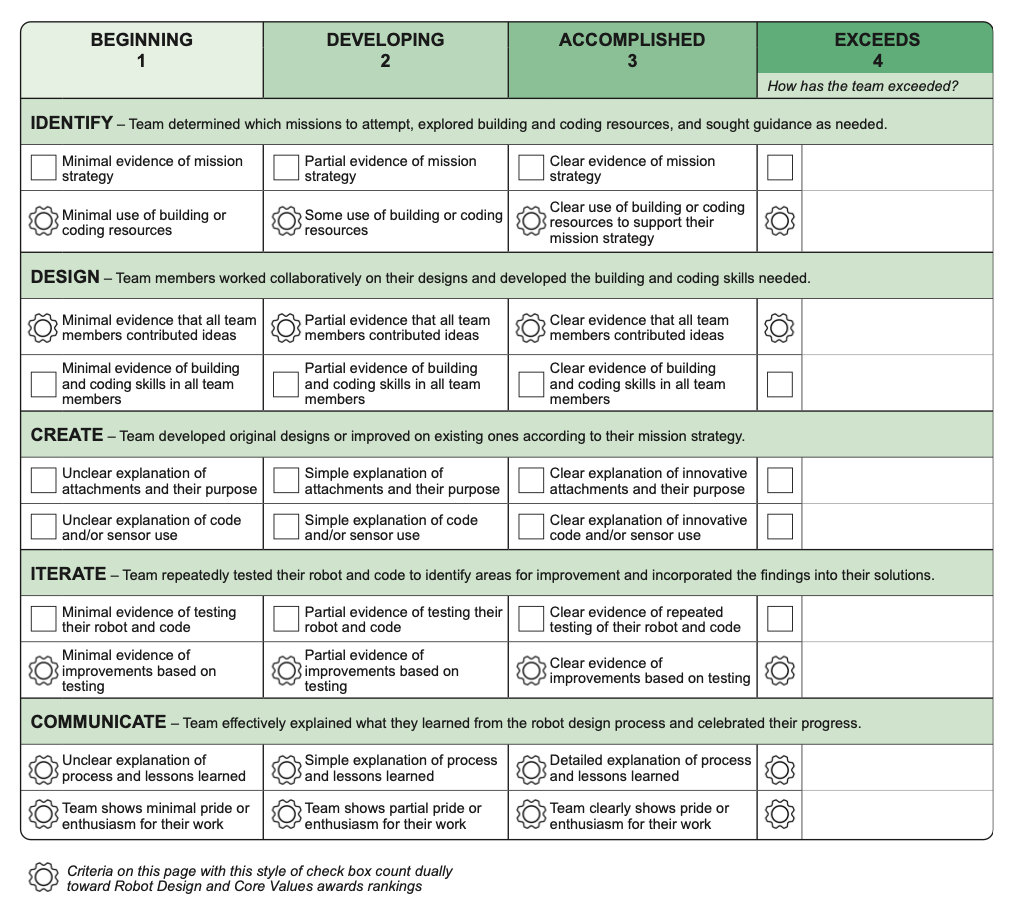 BEGINNING
1
DEVELOPING
2
ACCOMPLISHED
3
EXCEEDS
4
How has the team exceeded?
IDENTIFY – Team determined which missions to attempt, explored building and coding resources, and sought guidance as needed.
Minimal evidence of mission
strategy
Partial evidence of mission
strategy
Clear evidence of mission
strategy
Minimal use of building or
coding resources
Some use of building or coding
resources
Clear use of building or coding
resources to support their
mission strategy
DESIGN – Team members worked collaboratively on their designs and developed the building and coding skills needed.
Minimal evidence that all team
members contributed ideas
Partial evidence that all team
members contributed ideas
Clear evidence that all team
members contributed ideas
Minimal evidence of building
and coding skills in all team
members
Partial evidence of building
and coding skills in all team
members
Clear evidence of building
and coding skills in all team
members
CREATE – Team developed original designs or improved on existing ones according to their mission strategy.
Unclear explanation of
attachments and their purpose
Simple explanation of
attachments and their purpose
Clear explanation of innovative
attachments and their purpose
Unclear explanation of code
and/or sensor use
Simple explanation of code
and/or sensor use
Clear explanation of innovative
code and/or sensor use
ITERATE – Team repeatedly tested their robot and code to identify areas for improvement and incorporated the findings into their solutions.
Minimal evidence of testing
their robot and code
Partial evidence of testing their
robot and code
Clear evidence of repeated
testing of their robot and code
Minimal evidence of
improvements based on
testing
Partial evidence of
improvements based on
testing
Clear evidence of
improvements based on testing
COMMUNICATE – Team effectively explained what they learned from the robot design process and celebrated their progress.
Unclear explanation of
process and lessons learned
Simple explanation of process
and lessons learned
Detailed explanation of process
and lessons learned
Team shows minimal pride or
enthusiasm for their work
Team shows partial pride or
enthusiasm for their work
Team clearly shows pride or
enthusiasm for their work
Criteria on this page with this style of check box count dually
toward Robot Design and Core Values awards rankings